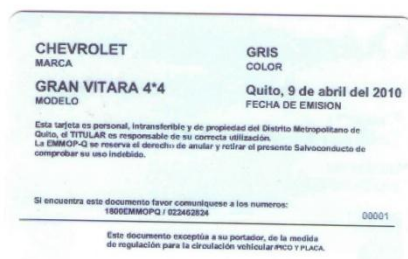 CHEVROLET
MARCA
GRIS
COLOR
GRAN VITARA 4*4
MODELO
Quito, 9 de abril del 2010
FECHA DE EMISION
Esta tarjeta es personal, intransferible y de propiedad del Distrito Metropolitano de
Quito, el TITULAR es responsable de su correcta utilización.
La EMMOP-Q se reserva el derecho de anular y retirar el presente Salvoconducto de
comprobar su uso indebido.
Si encuentra este documento favor comuniquese a los numeros:
1800EMMOPQ / 022462824
00001
Este documento exceptúa a su portador, de la medida
de regulación para la circulación vehicular/PICO Y PLACA.